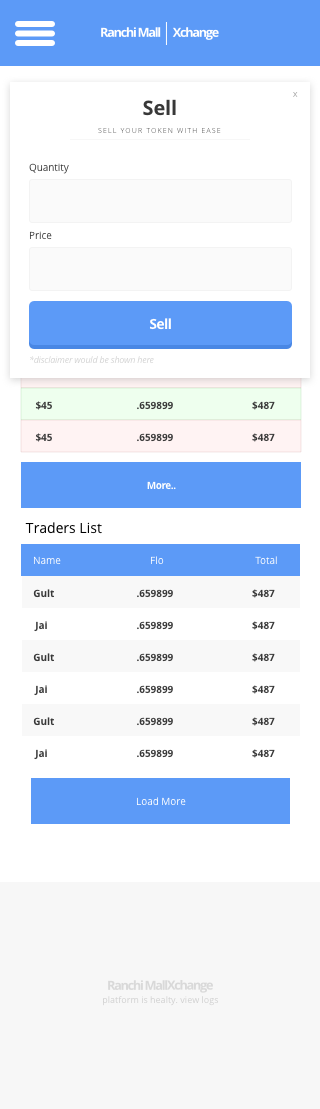 Ranchi Mall Xchange
x
Sell
SELL YOUR TOKEN WITH EASE
Quantity
Price
Sell
*disclaimer would be shown here
$45 .659899 $487
$45 .659899 $487
More..
Traders List
Name Flo Total
Gult .659899 $487
Jai .659899 $487
Gult .659899 $487
Jai .659899 $487
Gult .659899 $487
Jai .659899 $487
Load More
Ranchi MallXchange
platform is healty. view logs